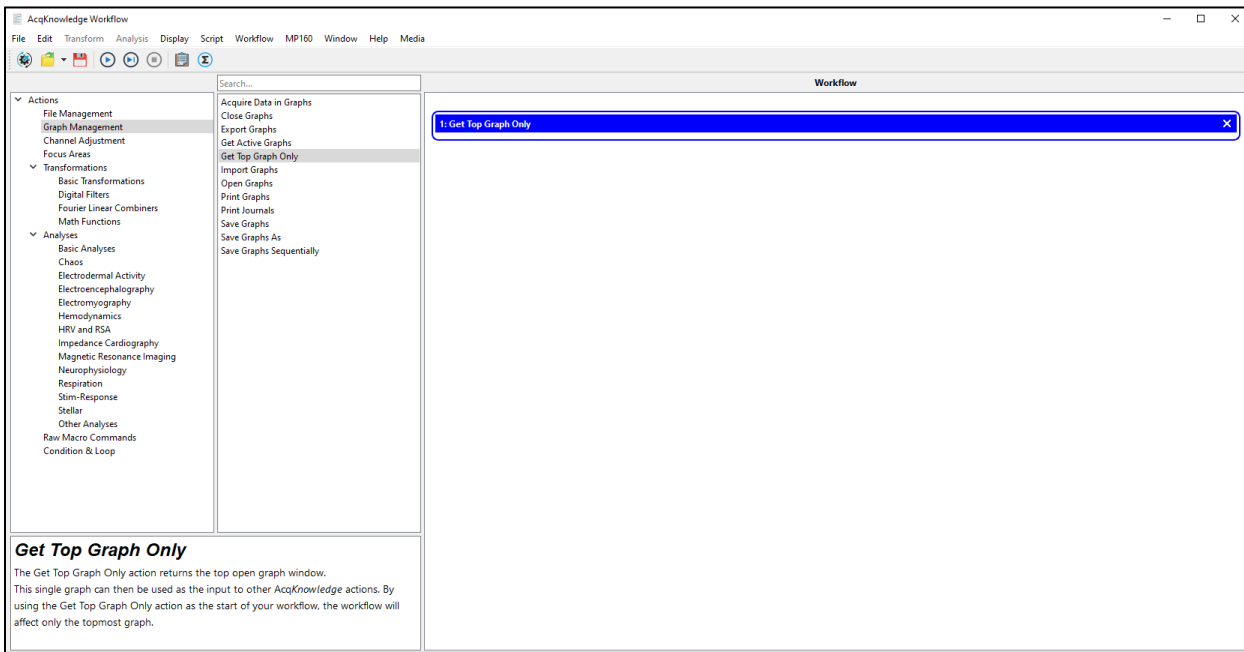 AcqKnowledge Workflow
File Edit Transform Analysis Display Script Workflow MP160 Window Help Media
Search...
Workflow
Actions
File Management
Graph Management
Channel Adjustment
Focus Areas
Transformations
Basic Transformations
Digital Filters
Fourier Linear Combiners
Math Functions
Analyses
Basic Analyses
Chaos
Electrodermal Activity
Electroencephalography
Electromyography
Hemodynamics
HRV and RSA
Impedance Cardiography
Magnetic Resonance Imaging
Neurophysiology
Respiration
Stim-Response
Stellar
Other Analyses
Raw Macro Commands
Condition & Loop
Acquire Data in Graphs
Close Graphs
Export Graphs
Get Active Graphs
Get Top Graph Only
Import Graphs
Open Graphs
Print Graphs
Print Journals
Save Graphs
Save Graphs As
Save Graphs Sequentially
1: Get Top Graph Only
Get Top Graph Only
The Get Top Graph Only action returns the top open graph window.
This single graph can then be used as the input to other AcqKnowledge actions. By
using the Get Top Graph Only action as the start of your workflow, the workflow will
affect only the topmost graph.